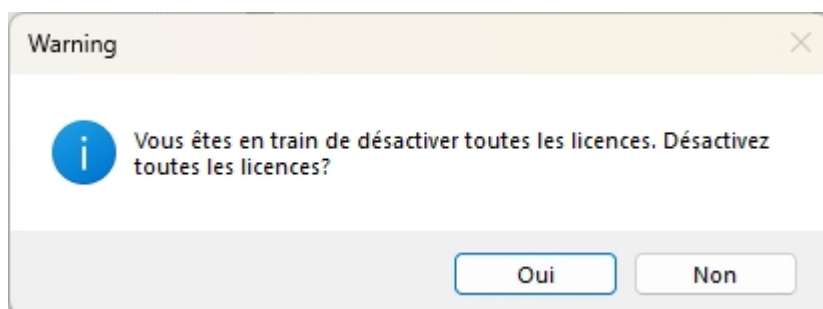 Warning
Vous êtes en train de désactiver toutes les licences. Désactivez
toutes les licences?
Oui
Non